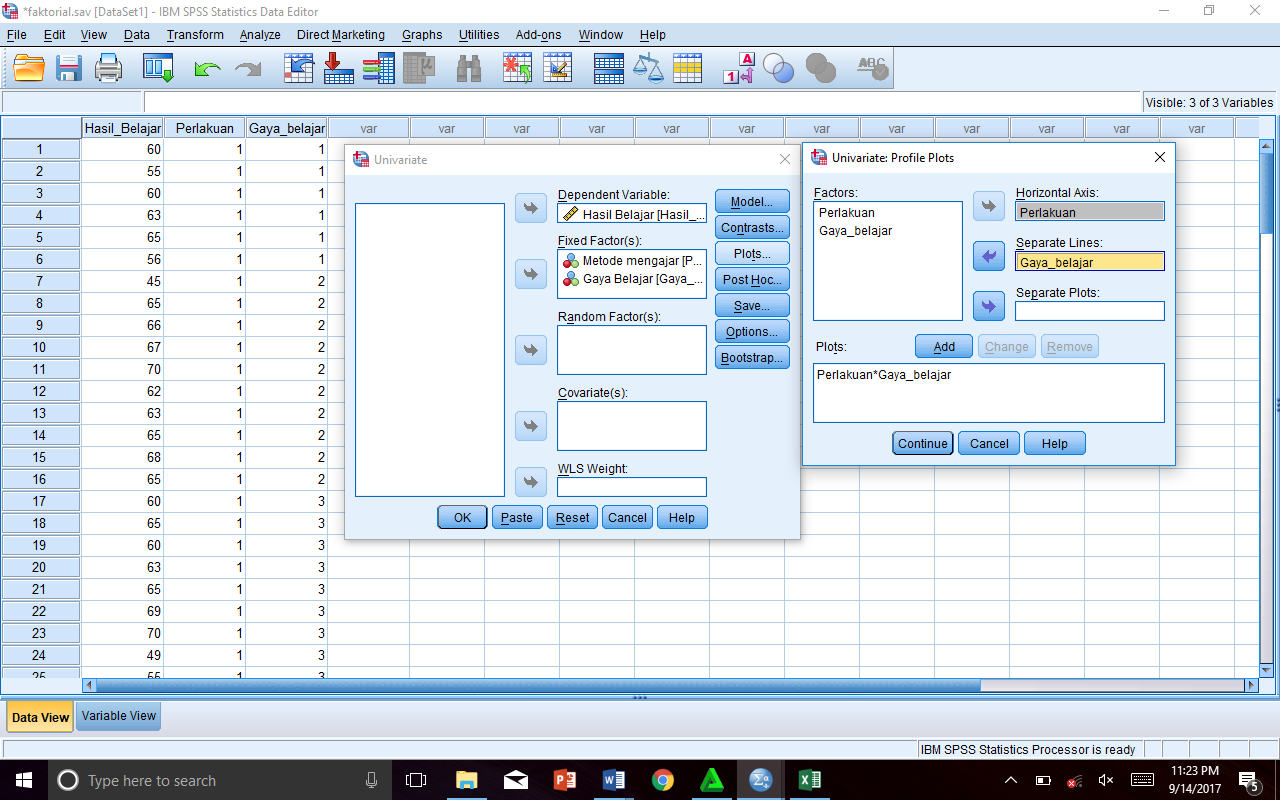 *faktorial.sav [DataSet1] - IBM SPSS Statistics Data Editor
File Edit View Data Transform Analyze Direct Marketing Graphs Utilities Add-ons Window Help
Visible: 3 of 3 Variables
Hasil_Belajar Perlakuan Gaya_belajar var var var var var var var var var var var var
1 60 1 1
2 55 1 1
3 60 1 1
4 63 1 1
5 65 1 1
6 56 1 1
7 45 1 2
8 65 1 2
9 66 1 2
10 67 1 2
11 70 1 2
12 62 1 2
13 63 1 2
14 65 1 2
15 68 1 2
16 65 1 2
17 60 1 3
18 65 1 3
19 60 1 3
20 63 1 3
21 65 1 3
22 69 1 3
23 70 1 3
24 49 1 3
25 66 1 3
Univariate
Dependent Variable:
Hasil Belajar [Hasil_...
Fixed Factor(s):
Metode mengajar [P...
Gaya Belajar [Gaya_...
Random Factor(s):
Covariate(s):
WLS Weight:
Model...
Contrasts...
Plots...
Post Hoc...
Save...
Options...
Bootstrap...
OK Paste Reset Cancel Help
Univariate: Profile Plots
Factors:
Perlakuan
Gaya_belajar
Horizontal Axis:
Perlakuan
Separate Lines:
Gaya_belajar
Separate Plots:
Plots: Add Change Remove
Perlakuan*Gaya_belajar
Continue Cancel Help
Data View Variable View
IBM SPSS Statistics Processor is ready
Type here to search
11:23 PM
9/14/2017
5